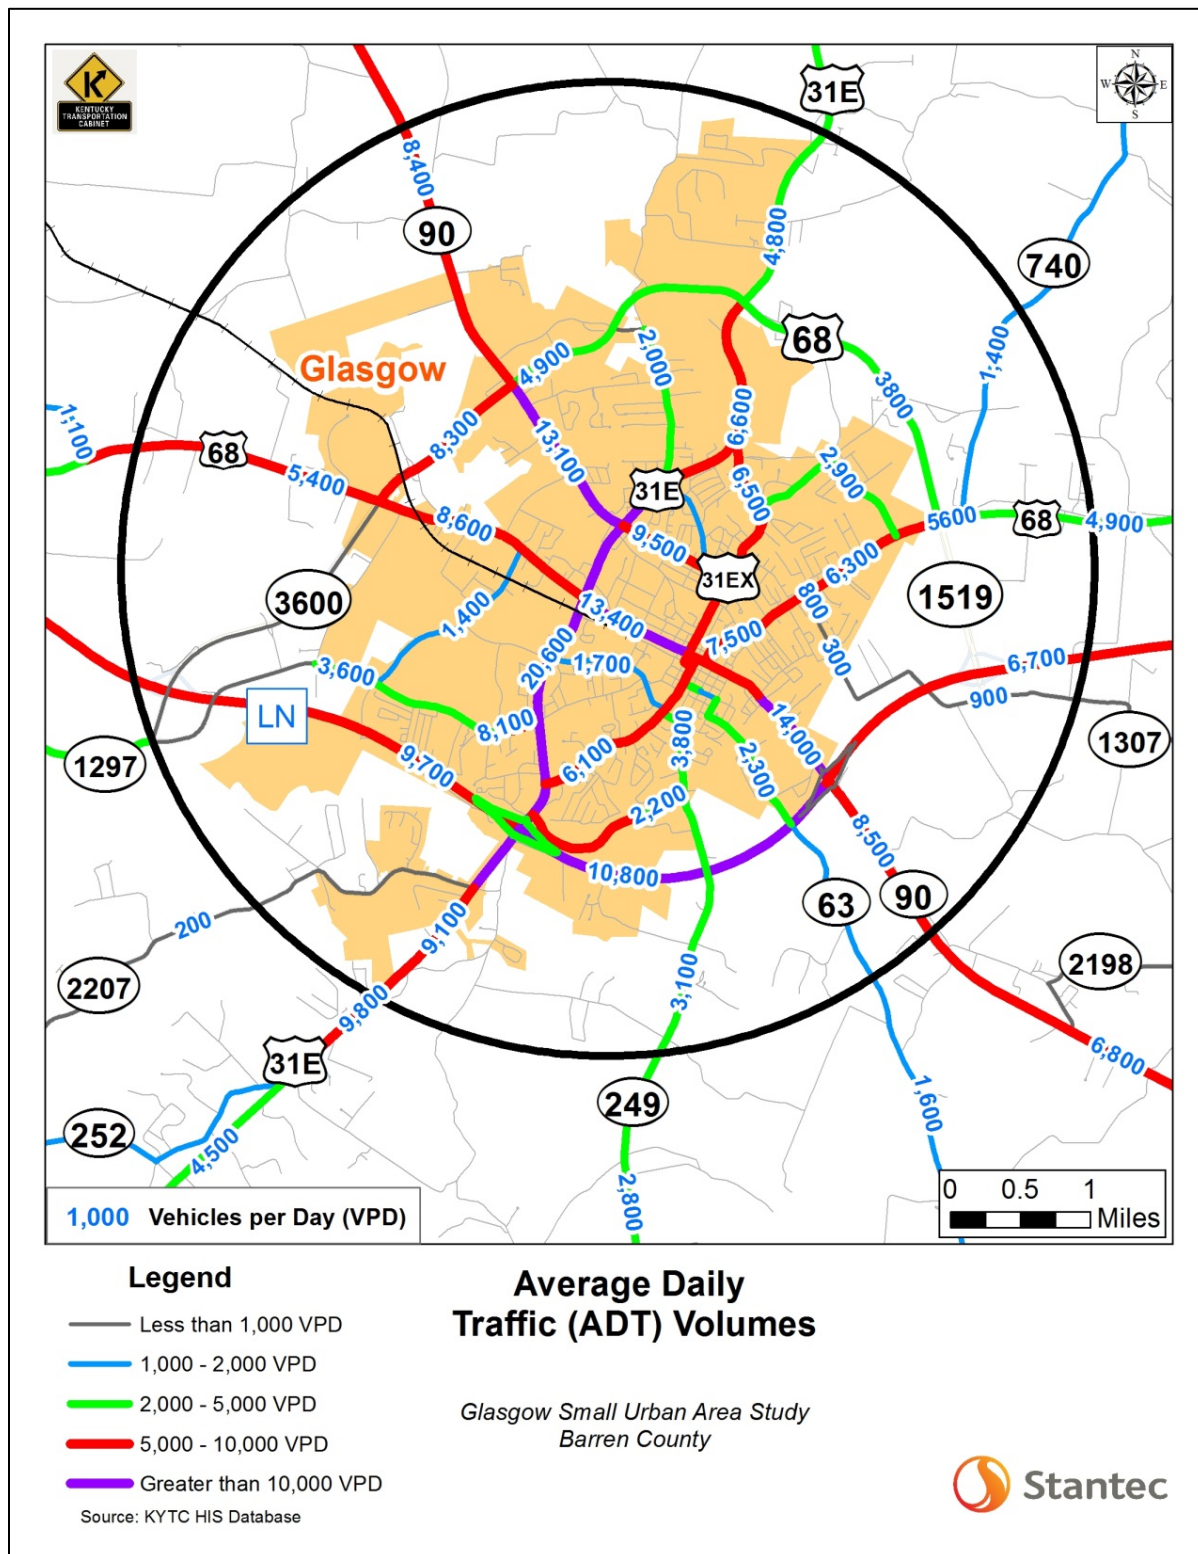 KENTUCKY
TRANSPORTATION
CABINET
N
W E
S
31E
8,400
90
4,800
740
68
Glasgow
4,900
2,000
1,400
3800
1,100
8,300
13,100
6,600
68
5,400
2,900
31E
6,500
8,600
9,500
5600
68
4,900
6,300
31EX
3600
1,400
13,400
800
1519
7,500
20,600
1,700
300
3,600
6,700
900
LN
8,100
3,800
14,000
1307
1297
9,700
6,100
2,300
2,200
8,500
10,800
63
90
200
9,100
2198
2207
3,100
9,800
31E
6,800
249
1,600
252
4,500
2,800
0 0.5 1
Miles
1,000 Vehicles per Day (VPD)
Legend
Less than 1,000 VPD
1,000 - 2,000 VPD
2,000 - 5,000 VPD
5,000 - 10,000 VPD
Greater than 10,000 VPD
Source: KYTC HIS Database
Average Daily
Traffic (ADT) Volumes
Glasgow Small Urban Area Study
Barren County
Stantec